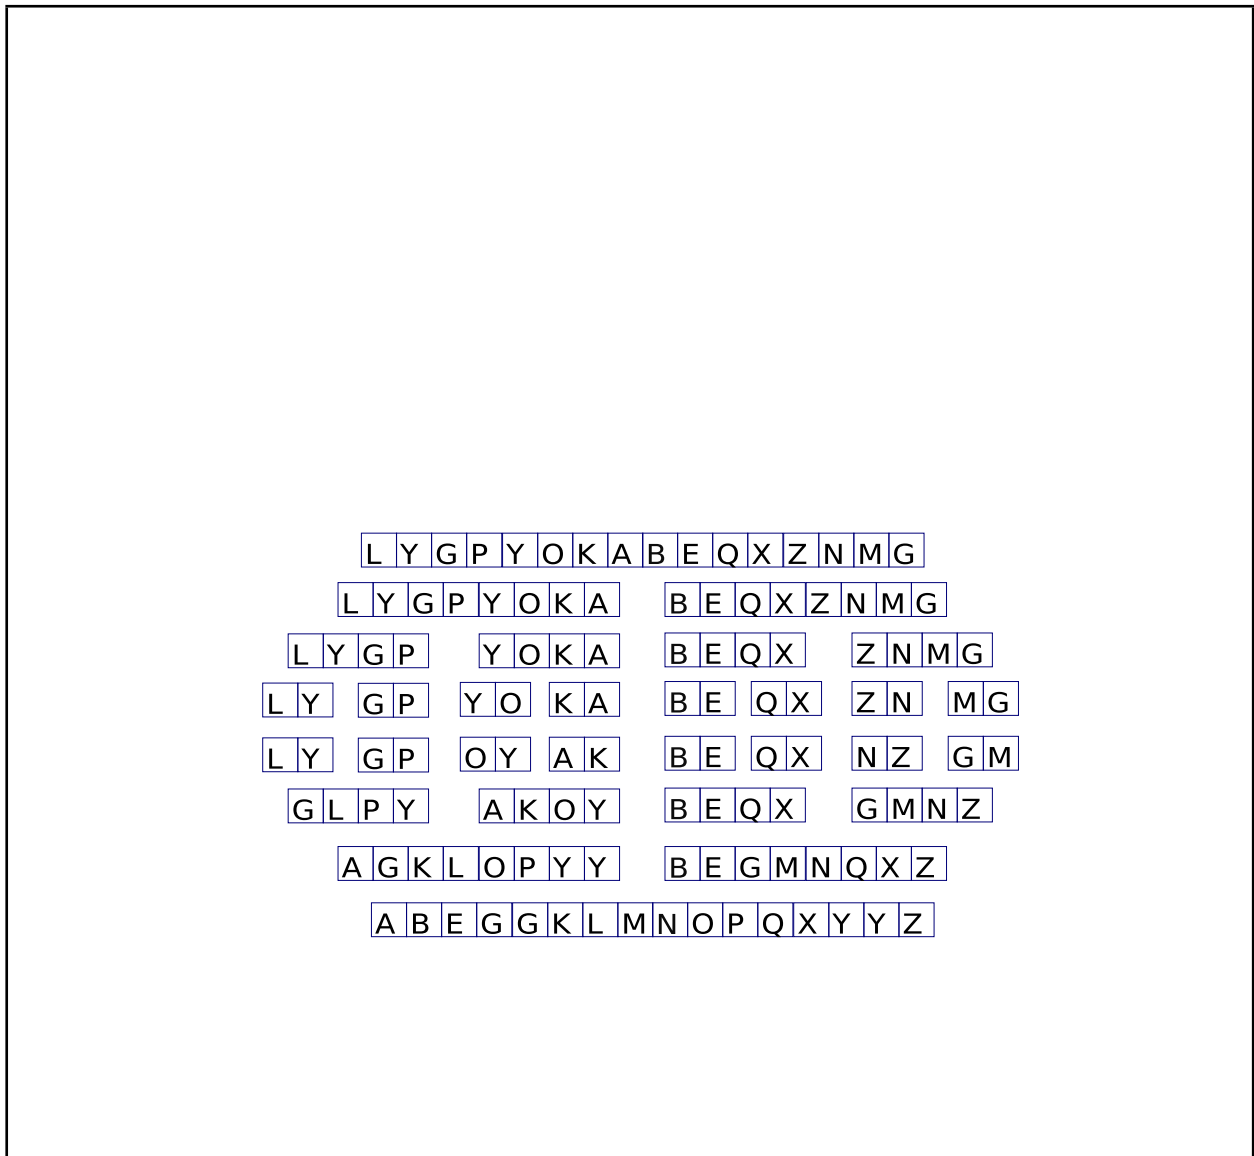 LYGPYOKABEQXZNMG
LYGPYOKA BEQXZNMG
LYGP YOKA BEQX ZNMG
LY GP YO KA BE QX ZN MG
LY GP OY AK BE QX NZ GM
GLPY AKOY BEQX GMNZ
AGKLOPYY BEGMNQXZ
ABEGGKLMNOPQXYYZ